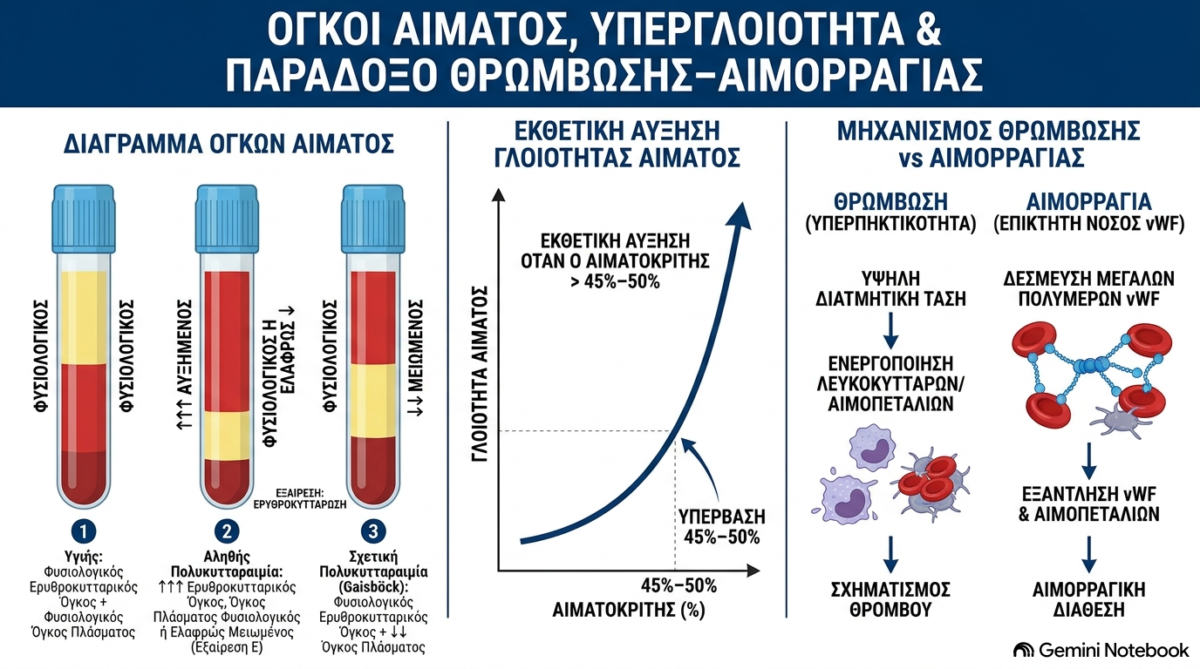 ΟΓΚΟΙ ΑΙΜΑΤΟΣ, ΥΠΕΡΓΛΟΙΟΤΗΤΑ &
ΠΑΡΑΔΟΞΟ ΘΡΩΜΒΩΣΗΣ–ΑΙΜΟΡΡΑΓΙΑΣ
ΔΙΑΓΡΑΜΜΑ ΟΓΚΩΝ ΑΙΜΑΤΟΣ
ΦΥΣΙΟΛΟΓΙΚΟΣ
ΦΥΣΙΟΛΟΓΙΚΟΣ
↑↑↑ ΑΥΞΗΜΕΝΟΣ
ΦΥΣΙΟΛΟΓΙΚΟΣ Η
ΕΛΑΦΡΩΣ ↓
ΦΥΣΙΟΛΟΓΙΚΟΣ
↓↓ ΜΕΙΩΜΕΝΟΣ
ΕΞΑΙΡΕΣΗ:
ΕΡΥΘΡΟΚΥΤΤΑΡΩΣΗ
1
Υγιής:
Φυσιολογικός
Ερυθροκυτταρικός
Όγκος +
Φυσιολογικός
Όγκος Πλάσματος
2
Αληθής
Πολυκυτταραιμία:
↑↑↑ Ερυθροκυτταρικός
Όγκος, Όγκος
Πλάσματος Φυσιολογικός
ή Ελαφρώς Μειωμένος
(Εξαίρεση Ε)
3
Σχετική
Πολυκυτταραιμία
(Gaisböck):
Φυσιολογικός
Ερυθροκυτταρικός
Όγκος + ↓↓
Όγκος Πλάσματος
ΕΚΘΕΤΙΚΗ ΑΥΞΗΣΗ
ΓΛΟΙΟΤΗΤΑΣ ΑΙΜΑΤΟΣ
ΕΚΘΕΤΙΚΗ ΑΥΞΗΣΗ
ΟΤΑΝ Ο ΑΙΜΑΤΟΚΡΙΤΗΣ
> 45%–50%
ΓΛΟΙΟΤΗΤΑ ΑΙΜΑΤΟΣ
ΥΠΕΡΒΑΣΗ
45%–50%
45%–50%
ΑΙΜΑΤΟΚΡΙΤΗΣ (%)
ΜΗΧΑΝΙΣΜΟΣ ΘΡΩΜΒΩΣΗΣ
vs ΑΙΜΟΡΡΑΓΙΑΣ
ΘΡΩΜΒΩΣΗ
(ΥΠΕΡΠΗΚΤΙΚΟΤΗΤΑ)
ΥΨΗΛΗ
ΔΙΑΤΜΗΤΙΚΗ ΤΑΣΗ
ΕΝΕΡΓΟΠΟΙΗΣΗ
ΛΕΥΚΟΚΥΤΤΑΡΩΝ/
ΑΙΜΟΠΕΤΑΛΙΩΝ
ΣΧΗΜΑΤΙΣΜΟΣ
ΘΡΟΜΒΟΥ
ΑΙΜΟΡΡΑΓΙΑ
(ΕΠΙΚΤΗΤΗ ΝΟΣΟΣ vWF)
ΔΕΣΜΕΥΣΗ ΜΕΓΑΛΩΝ
ΠΟΛΥΜΕΡΩΝ vWF
ΕΞΑΝΤΛΗΣΗ vWF
& ΑΙΜΟΠΕΤΑΛΙΩΝ
ΑΙΜΟΡΡΑΓΙΚΗ
ΔΙΑΘΕΣΗ
Gemini Notebook